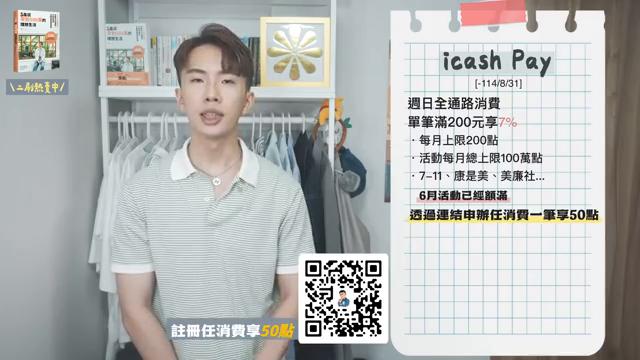 \二刷熱賣中/
icash Pay
[-114/8/31]
週日全通路消費
單筆滿200元享7%
·每月上限200點
·活動每月總上限100萬點
·7-11、康是美、美廉社...
6月活動已經額滿
透過連結申辦任消費一筆享50點
註冊任消費享50點